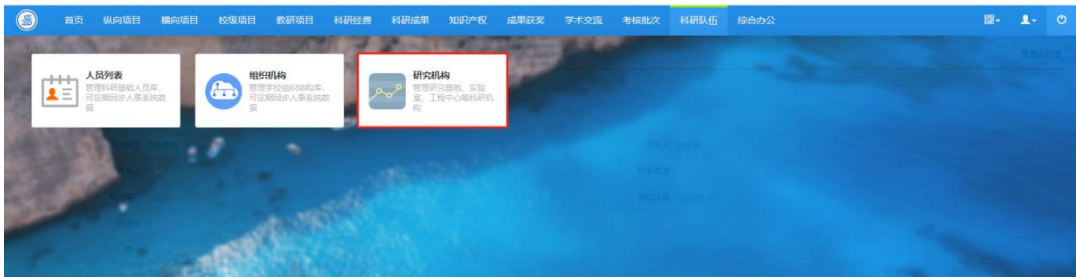 首页 纵向项目 横向项目 校级项目 教研项目 科研经费 科研成果 知识产权 成果获奖 学术交流 考核批次 科研队伍 综合办公
人员列表
管理科研基础人员库，
可定期同步人事系统数
据
组织机构
管理学校组织结构库，
可定期同步人事系统数
据
研究机构
管理研究基地、实验
室、工程中心等科研机
构